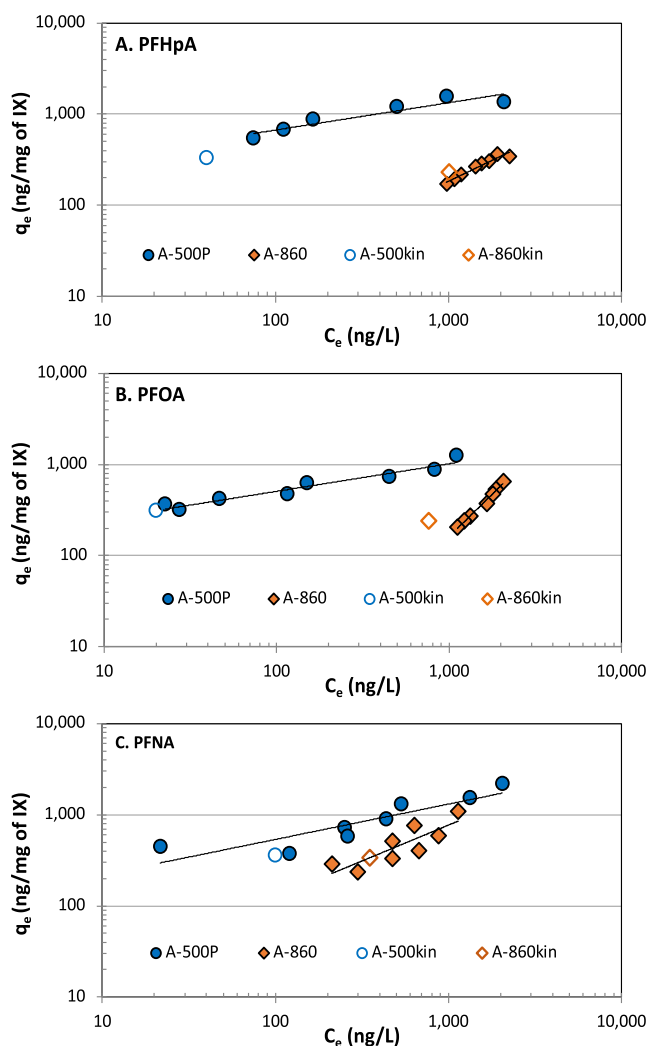 A. PFHpA
10,000
1,000
100
10
qe (ng/mg of IX)
A-500P A-860 A-500kin A-860kin
10 100 1,000 10,000
Ce (ng/L)
B. PFOA
10,000
1,000
100
10
qe (ng/mg of IX)
A-500P A-860 A-500kin A-860kin
10 100 1,000 10,000
Ce (ng/L)
C. PFNA
10,000
1,000
100
10
qe (ng/mg of IX)
A-500P A-860 A-500kin A-860kin
10 100 1,000 10,000
Ce (ng/L)